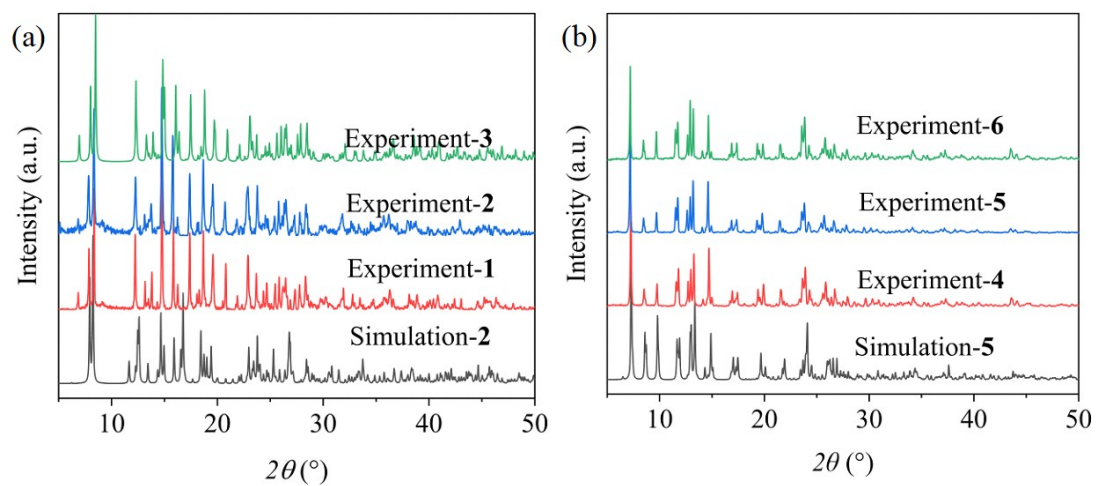 (a)
Intensity (a.u.)
Experiment-3
Experiment-2
Experiment-1
Simulation-2
10 20 30 40 50
2θ (°)
(b)
Intensity (a.u.)
Experiment-6
Experiment-5
Experiment-4
Simulation-5
10 20 30 40 50
2θ (°)